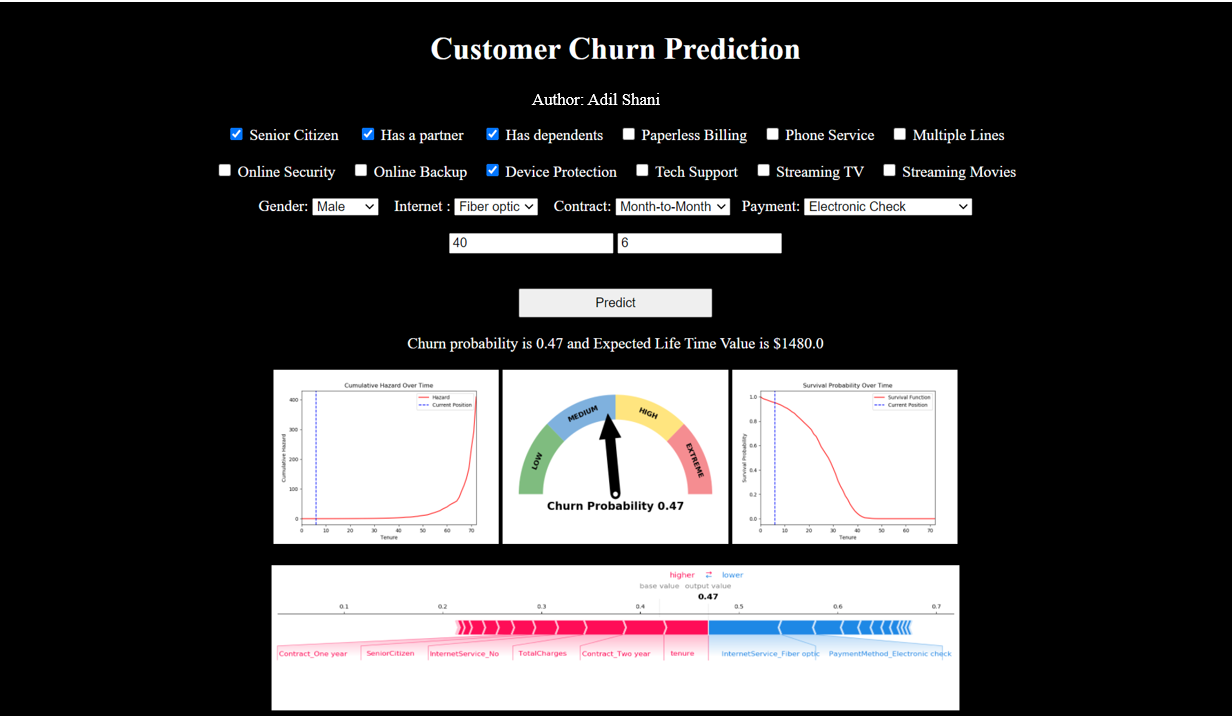 Customer Churn Prediction
Author: Adil Shani
Senior Citizen Has a partner Has dependents Paperless Billing Phone Service Multiple Lines
Online Security Online Backup Device Protection Tech Support Streaming TV Streaming Movies
Gender: Male Internet : Fiber optic Contract: Month-to-Month Payment: Electronic Check
40 6
Predict
Churn probability is 0.47 and Expected Life Time Value is $1480.0
Cumulative Hazard Over Time
Hazard
Current Position
400
300
200
100
0
Cumulative Hazard
0 10 20 30 40 50 60 70
Tenure
LOW
MEDIUM
HIGH
EXTREME
Churn Probability 0.47
Survival Probability Over Time
Survival Function
Current Position
1.0
0.8
0.6
0.4
0.2
0.0
Survival Probability
0 10 20 30 40 50 60 70
Tenure
higher lower
base value output value
0.47
0.1 0.2 0.3 0.4 0.5 0.6 0.7
Contract_One year SeniorCitizen InternetService_No TotalCharges Contract_Two year tenure InternetService_Fiber optic PaymentMethod_Electronic check